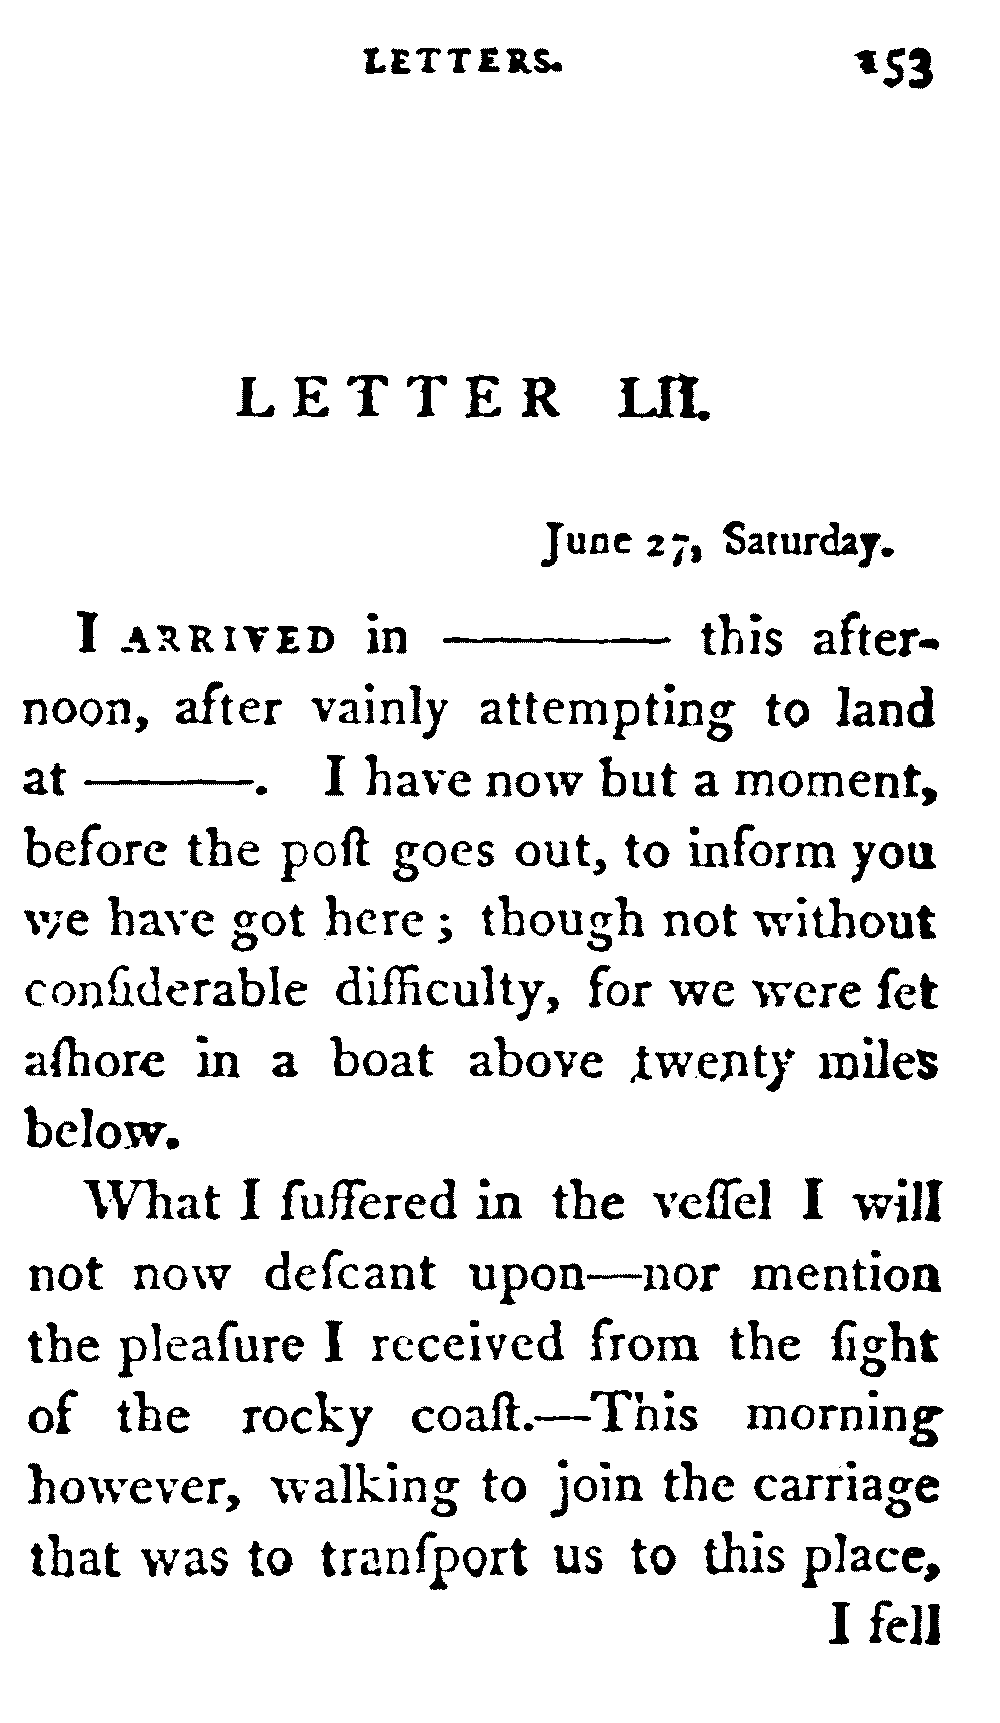 LETTERS. 153
LETTER LII.
June 27, Saturday.
I ARRIVED in ——— this after-
noon, after vainly attempting to land
at ———. I have now but a moment,
before the poſt goes out, to inform you
we have got here; though not without
conſiderable diſſiculty, for we were ſet
aſhore in a boat above twenty miles
below.
What I ſuffered in the veſſel I will
not now deſcant upon—nor mention
the pleaſure I received from the ſight
of the rocky coaſt.—This morning
however, walking to join the carriage
that was to tranſport us to this place,
I fell